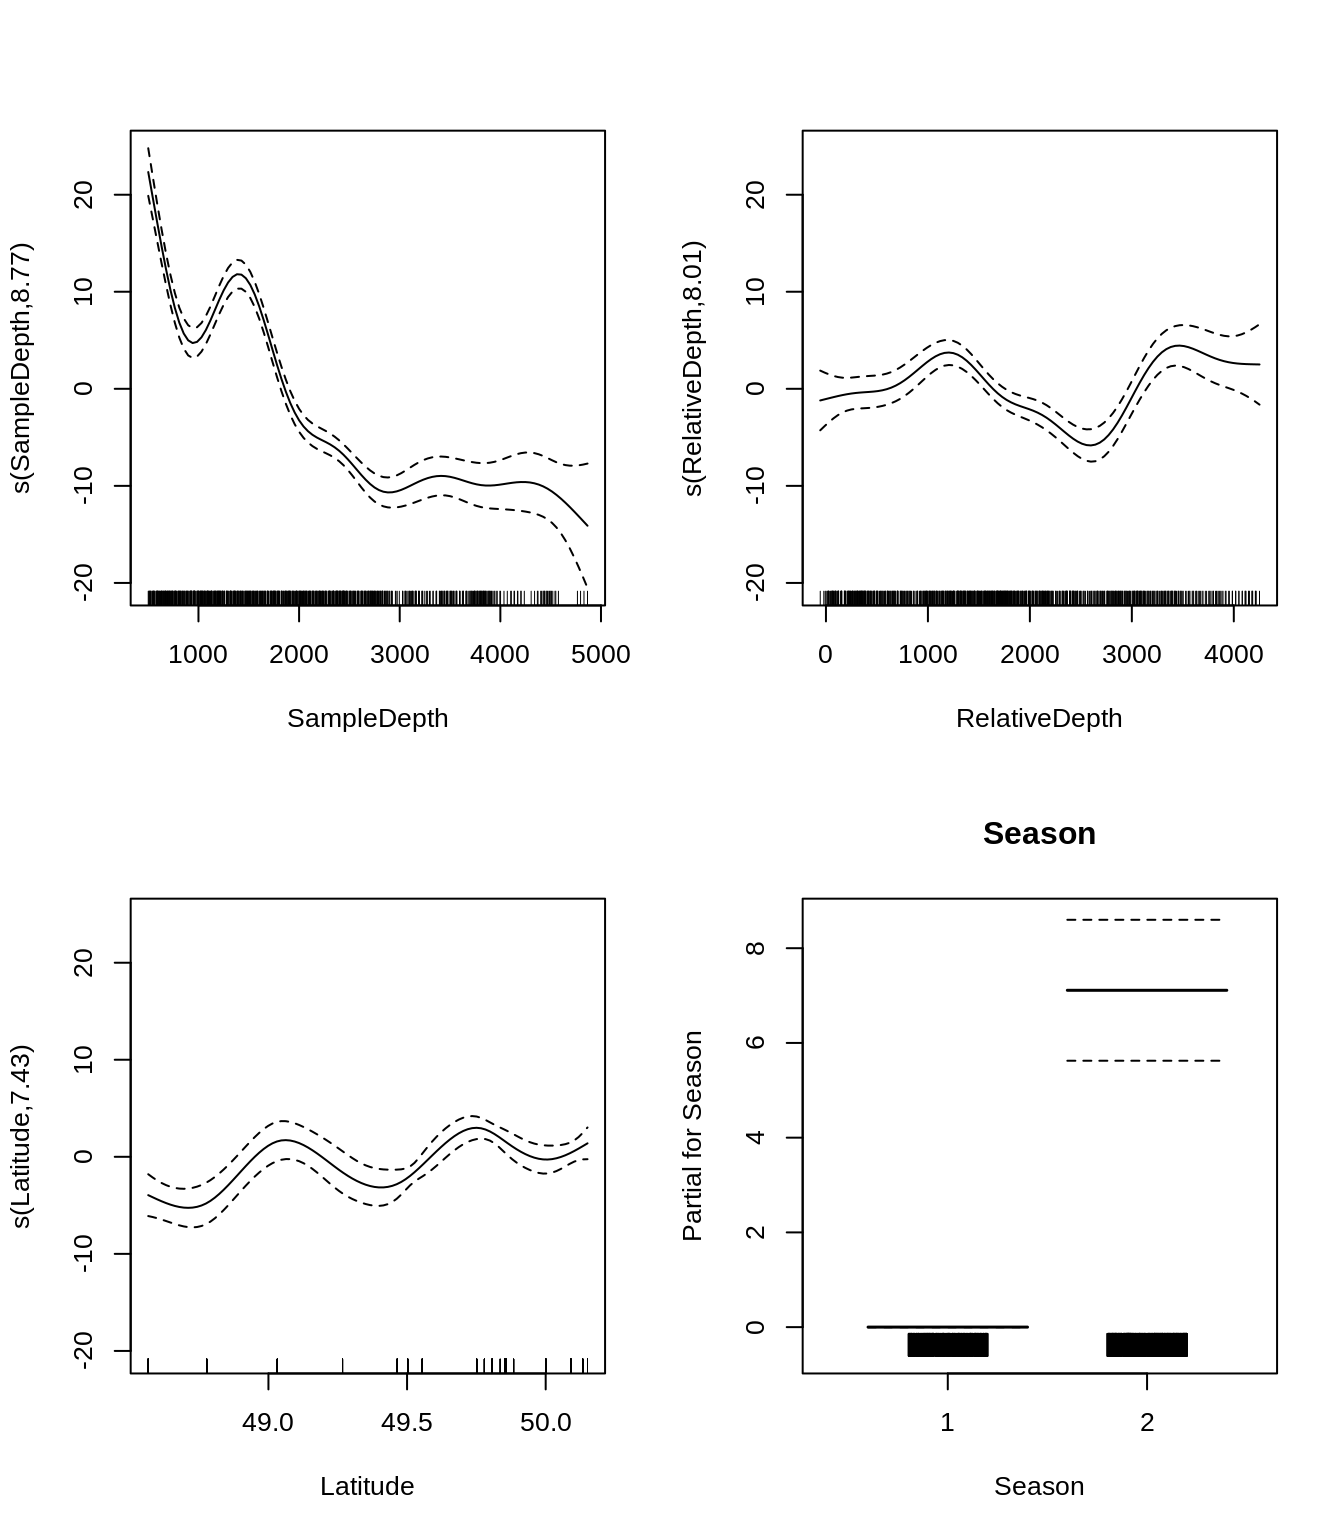 s(SampleDepth,8.77)
20
10
0
-10
-20
1000 2000 3000 4000 5000
SampleDepth
s(RelativeDepth,8.01)
20
10
0
-10
-20
0 1000 2000 3000 4000
RelativeDepth
s(Latitude,7.43)
20
10
0
-10
-20
49.0 49.5 50.0
Latitude
Season
Partial for Season
8
6
4
2
0
1 2
Season